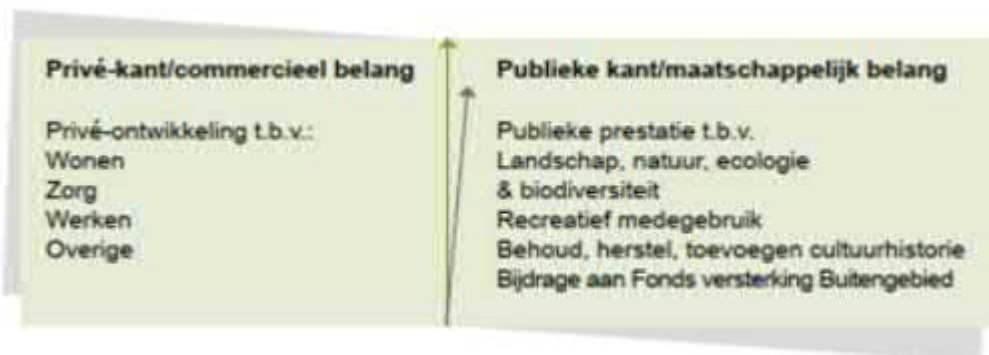 Privé-kant/commercieel belang
Privé-ontwikkeling t.b.v.:
Wonen
Zorg
Werken
Overige
Publieke kant/maatschappelijk belang
Publieke prestatie t.b.v.
Landschap, natuur, ecologie
& biodiversiteit
Recreatief medegebruik
Behoud, herstel, toevoegen cultuurhistorie
Bijdrage aan Fonds versterking Buitengebied